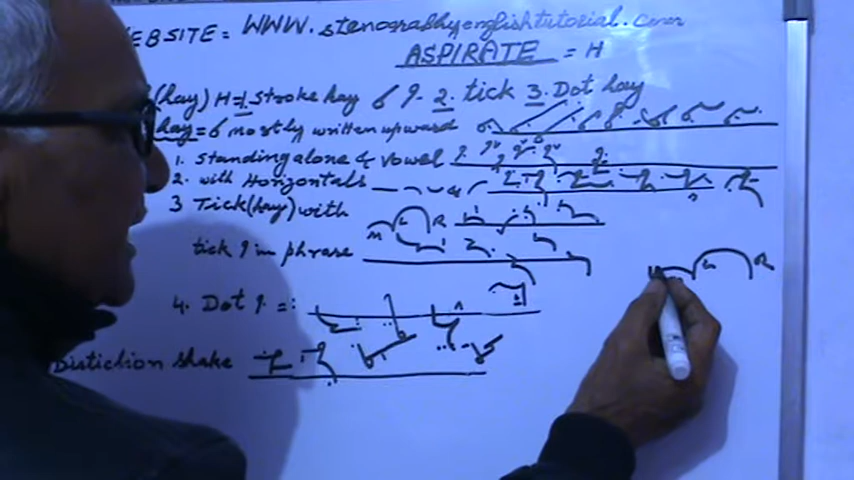 EBSITE = WWW.stenographyenglishtutorial.com
ASPIRATE = H
(hay) H=1. stroke hay 2. tick 3. Dot hay
hay = mostly written upward
1. standing alone & vowel
2. with Horizontals
3 Tick (hay) with M L R
tick in phrase
4. Dot =:
Distiction shake
M L R